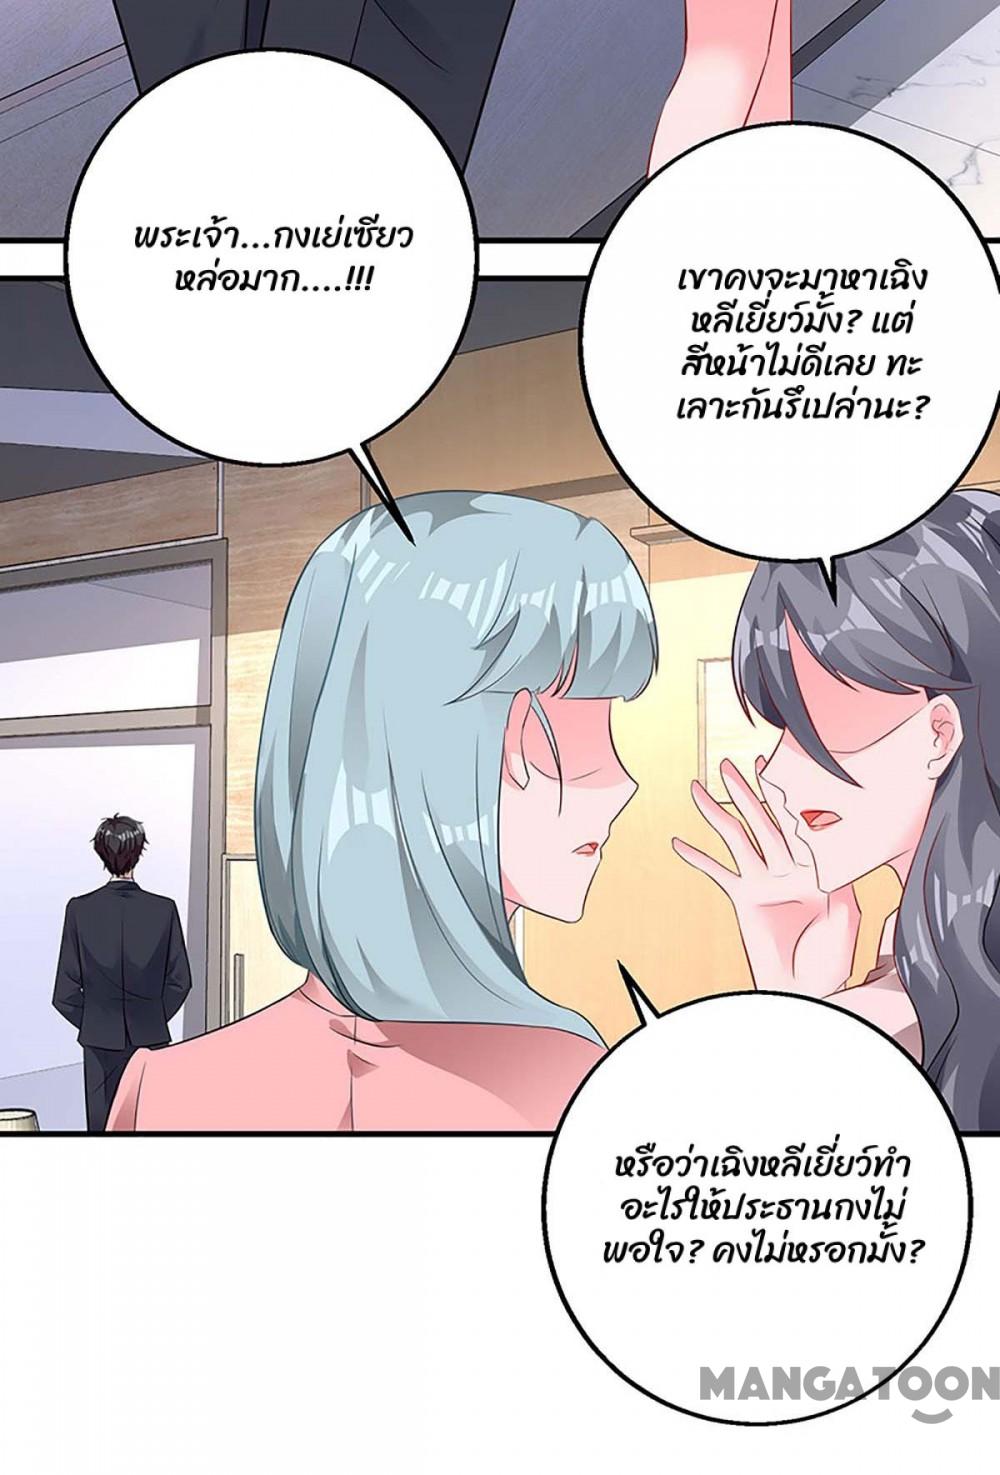 พระเจ้า...กงเย่เซียว
หล่อมาก....!!!
เขาคงจะมาหาเฉิง
หลีเยี่ยว์มั้ง? แต่
สีหน้าไม่ดีเลย ทะ
เลาะกันรึเปล่านะ?
หรือว่าเฉิงหลีเยี่ยว์ทำ
อะไรให้ประธานกงไม่
พอใจ? คงไม่หรอกมั้ง?
MANGATOON